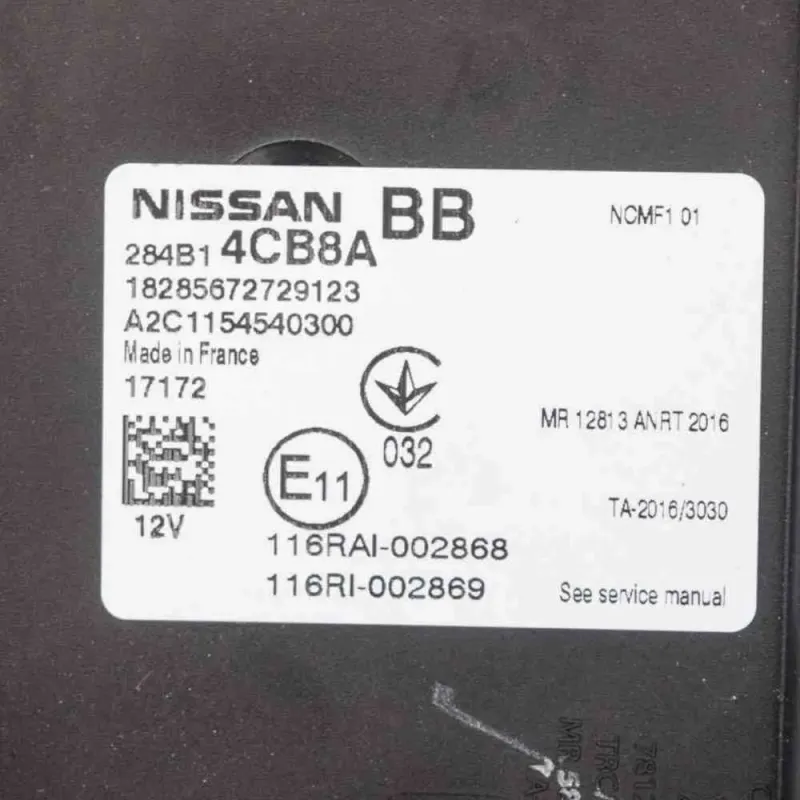 NISSAN BB
NCMF1 01
284B1 4CB8A
18285672729123
A2C1154540300
Made in France
17172
032
MR 12813 ANRT 2016
E11
12V
TA-2016/3030
116RAI-002868
116RI-002869
See service manual